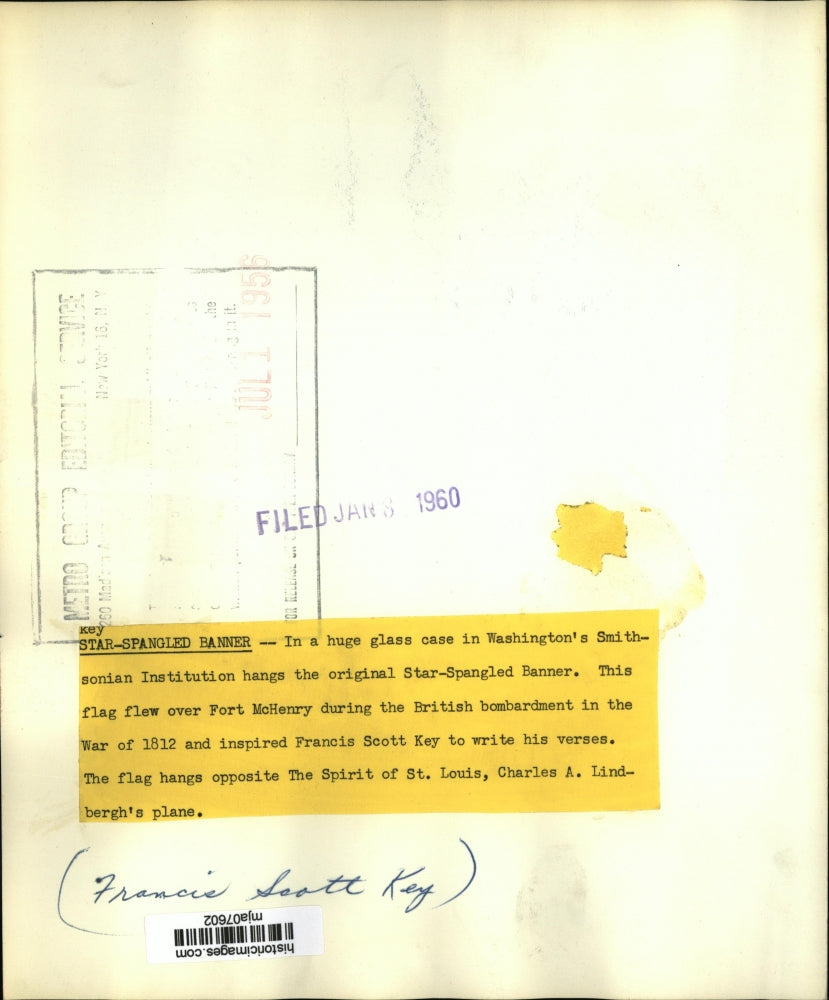 METRO GROUP EDITORIAL SERVICE
New York 16, N. Y.
the
in it.
JUL 1 1956
FILED JAN 8 1960
key
STAR-SPANGLED BANNER -- In a huge glass case in Washington's Smith-
sonian Institution hangs the original Star-Spangled Banner. This
flag flew over Fort McHenry during the British bombardment in the
War of 1812 and inspired Francis Scott Key to write his verses.
The flag hangs opposite The Spirit of St. Louis, Charles A. Lind-
bergh's plane.
(Francis Scott Key)
mja07602
historicimages.com